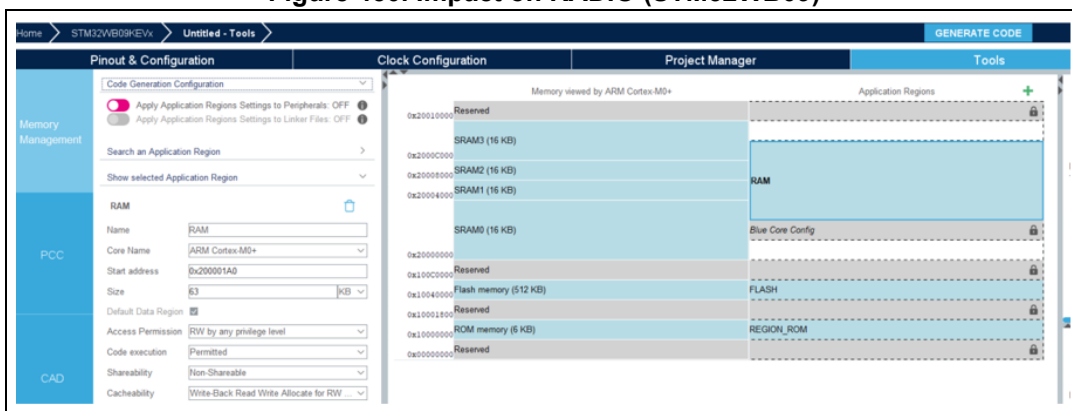 Home STM32WB09KEVx Untitled - Tools GENERATE CODE
Pinout & Configuration Clock Configuration Project Manager Tools
Memory Management
PCC
CAD
Code Generation Configuration
Apply Application Regions Settings to Peripherals: OFF
Apply Application Regions Settings to Linker Files: OFF
Search an Application Region
Show selected Application Region
RAM
Name RAM
Core Name ARM Cortex-M0+
Start address 0x200001A0
Size 63 KB
Default Data Region
Access Permission RW by any privilege level
Code execution Permitted
Shareability Non-Shareable
Cacheability Write-Back Read Write Allocate for RW ...
Memory viewed by ARM Cortex-M0+ Application Regions +
0x20010000 Reserved
SRAM3 (16 KB)
0x2000C000
SRAM2 (16 KB)
0x20008000
SRAM1 (16 KB)
0x20004000
RAM
SRAM0 (16 KB) Blue Core Config
0x20000000
Reserved
0x100C0000
Flash memory (512 KB) FLASH
0x10040000
Reserved
0x10001800
ROM memory (6 KB) REGION_ROM
0x10000000
Reserved
0x00000000